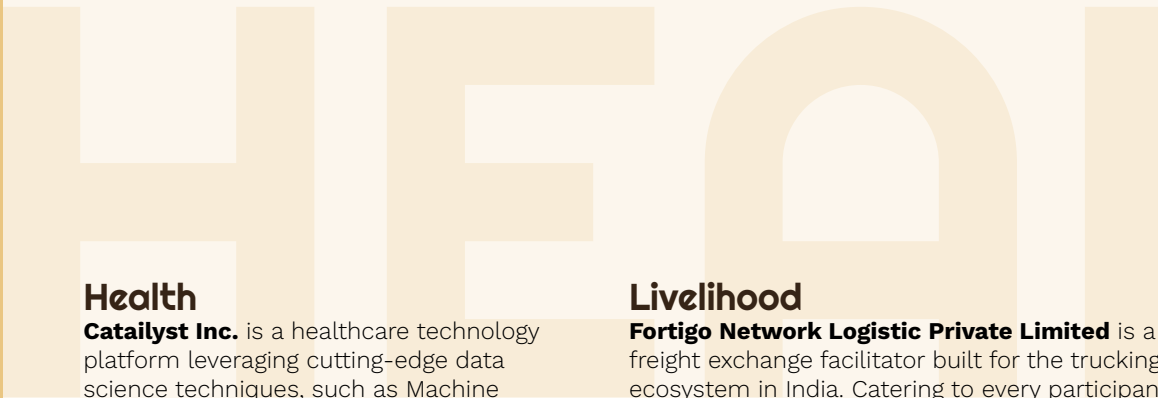 HEA
Health
Catailyst Inc. is a healthcare technology
platform leveraging cutting-edge data
science techniques, such as Machine
Livelihood
Fortigo Network Logistic Private Limited is a
freight exchange facilitator built for the trucking
ecosystem in India. Catering to every participan